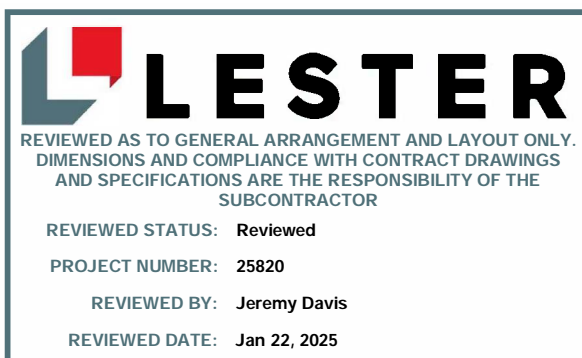 LESTER
REVIEWED AS TO GENERAL ARRANGEMENT AND LAYOUT ONLY.
DIMENSIONS AND COMPLIANCE WITH CONTRACT DRAWINGS
AND SPECIFICATIONS ARE THE RESPONSIBILITY OF THE
SUBCONTRACTOR
REVIEWED STATUS: Reviewed
PROJECT NUMBER: 25820
REVIEWED BY: Jeremy Davis
REVIEWED DATE: Jan 22, 2025